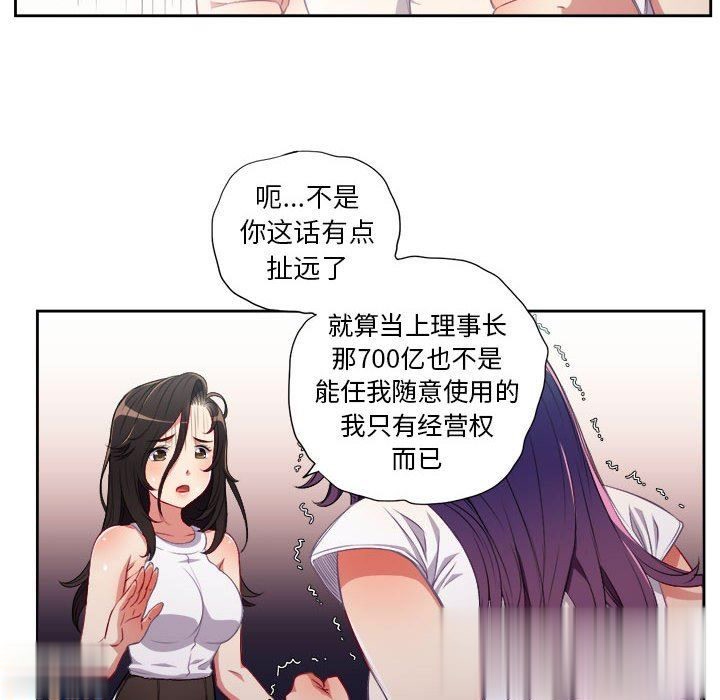 呃...不是
你这话有点
扯远了
就算当上理事长
那700亿也不是
能任我随意使用的
我只有经营权
而已